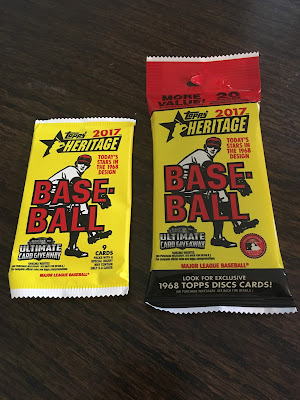 Topps 2017
HERITAGE
TODAY'S
STARS IN
THE 1968
DESIGN
BASE-
BALL
ULTIMATE
CARD GIVEAWAY
9
CARDS
MAJOR LEAGUE BASEBALL
MORE
VALUE! 20
Topps 2017
HERITAGE
TODAY'S
STARS IN
THE 1968
DESIGN
BASE-
BALL
ULTIMATE
CARD GIVEAWAY
MAJOR LEAGUE BASEBALL
LOOK FOR EXCLUSIVE
1968 TOPPS DISCS CARDS!